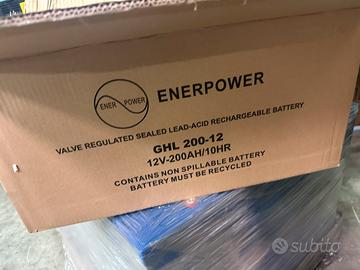 ENER POWER
ENERPOWER
VALVE REGULATED SEALED LEAD-ACID RECHARGEABLE BATTERY
GHL 200-12
12V-200AH/10HR
CONTAINS NON SPILLABLE BATTERY
BATTERY MUST BE RECYCLED
subito